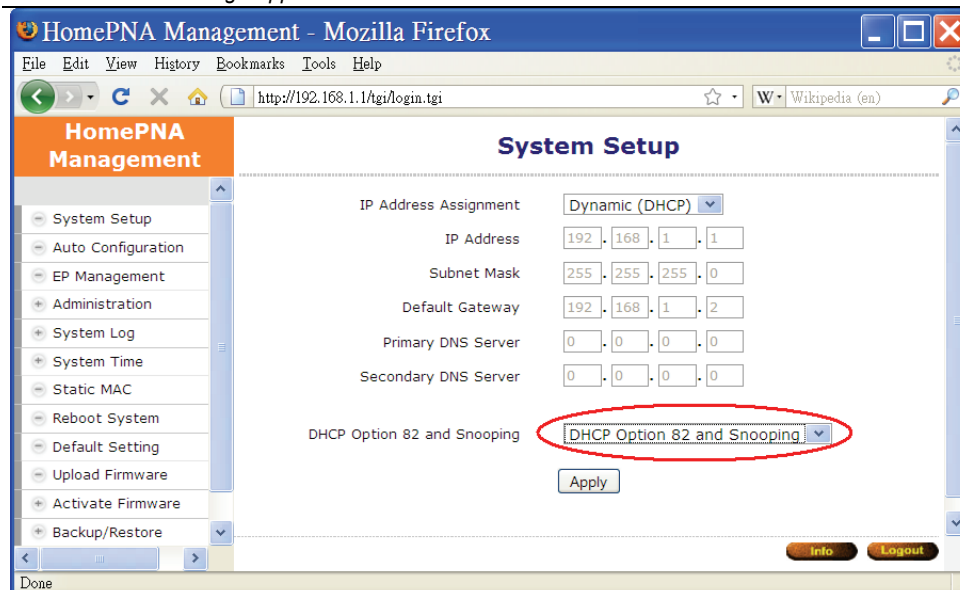 HomePNA Management - Mozilla Firefox
File Edit View History Bookmarks Tools Help
http://192.168.1.1/tgi/login.tgi
W Wikipedia (en)
HomePNA
Management
System Setup
Auto Configuration
EP Management
Administration
System Log
System Time
Static MAC
Reboot System
Default Setting
Upload Firmware
Activate Firmware
Backup/Restore
System Setup
IP Address Assignment Dynamic (DHCP)
IP Address 192 . 168 . 1 . 1
Subnet Mask 255 . 255 . 255 . 0
Default Gateway 192 . 168 . 1 . 2
Primary DNS Server 0 . 0 . 0 . 0
Secondary DNS Server 0 . 0 . 0 . 0
DHCP Option 82 and Snooping DHCP Option 82 and Snooping
Apply
Info Logout
Done